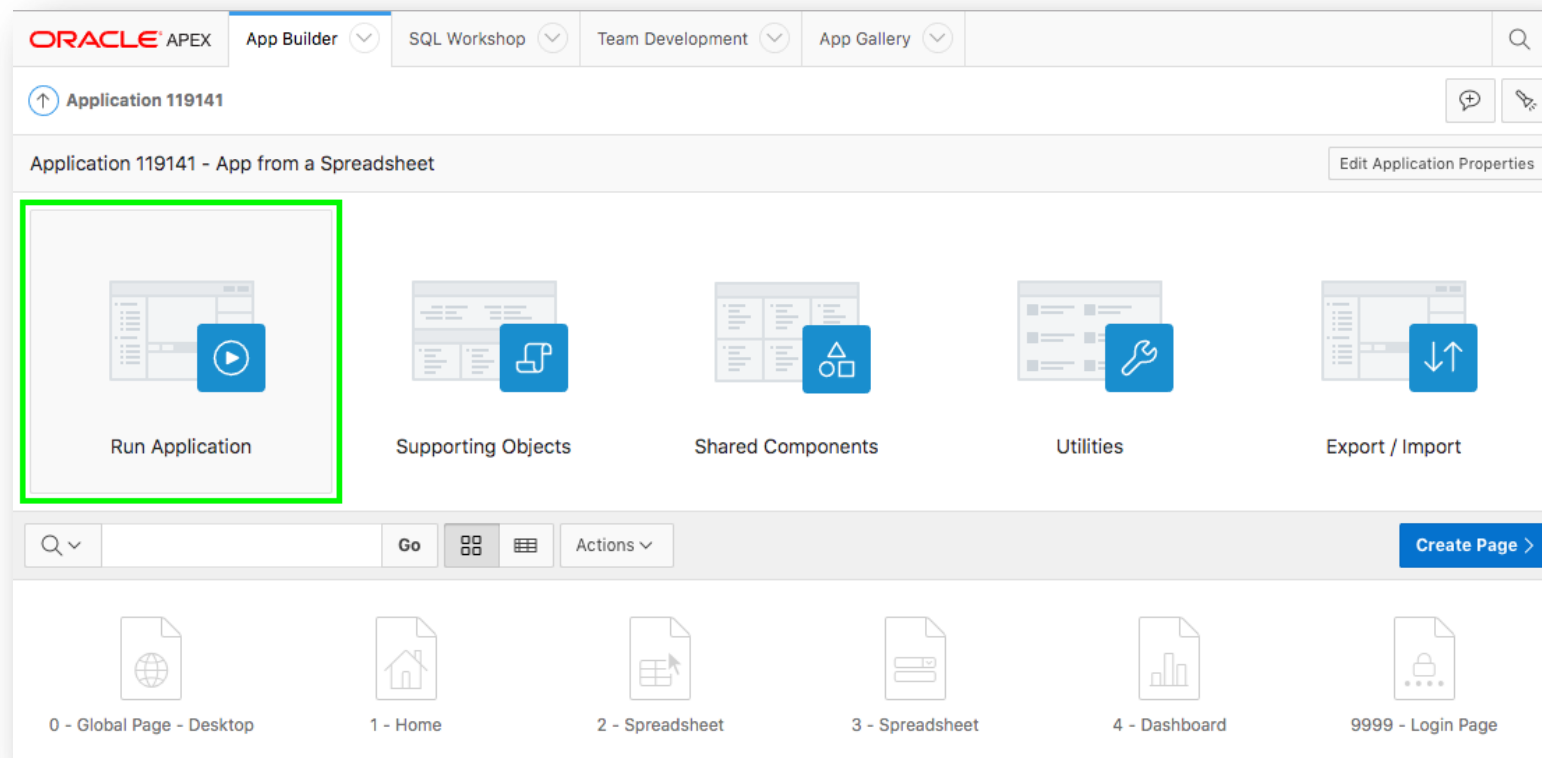 ORACLE APEX App Builder SQL Workshop Team Development App Gallery
Application 119141
Application 119141 - App from a Spreadsheet Edit Application Properties
Run Application Supporting Objects Shared Components Utilities Export / Import
Go Actions Create Page
0 - Global Page - Desktop 1 - Home 2 - Spreadsheet 3 - Spreadsheet 4 - Dashboard 9999 - Login Page